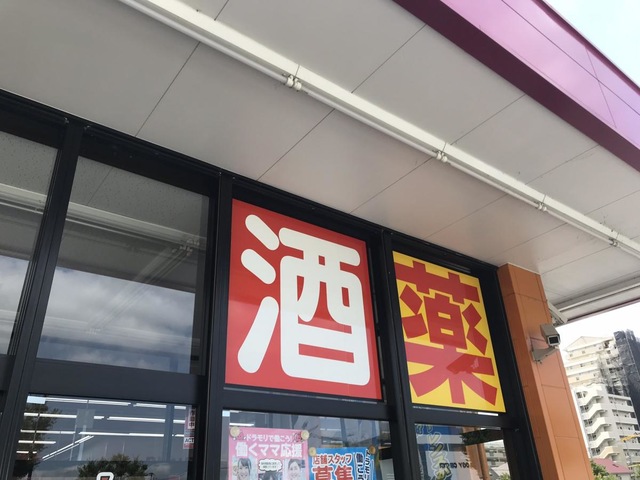 酒
薬
ドラモリで働こう!
働くママ応援
店舗スタッフ
募集